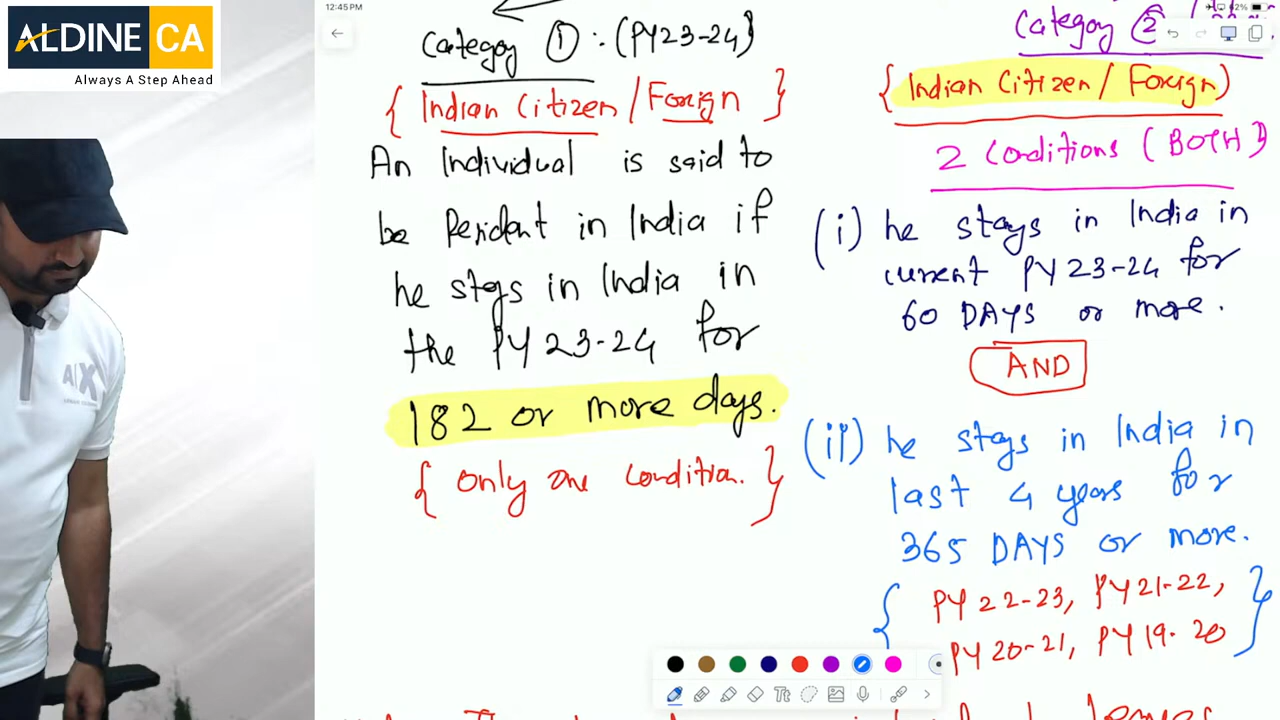 12:45PM
62%
ALDINE CA
Always A Step Ahead
Category ① : (PY23-24)
{ Indian Citizen / Foreign }
An Individual is said to
be Resident in India if
he stays in India in
the PY 23-24 for
182 or more days.
{ Only one condition. }
Category ②
{ Indian Citizen / Foreign)
2 Conditions (BOTH)
(i) he stays in India in
current PY 23-24 for
60 DAYS or more.
AND
(ii) he stays in India in
last 4 years for
365 DAYS or more.
{ PY 22-23, PY 21-22,
PY 20-21, PY 19-20 }
Tt